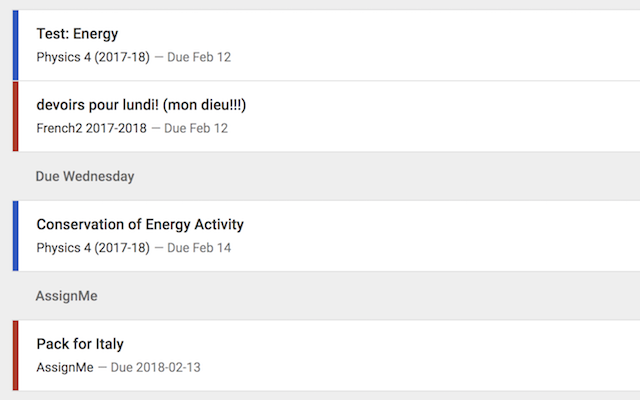 Test: Energy
Physics 4 (2017-18) — Due Feb 12
devoirs pour lundi! (mon dieu!!!)
French2 2017-2018 — Due Feb 12
Due Wednesday
Conservation of Energy Activity
Physics 4 (2017-18) — Due Feb 14
AssignMe
Pack for Italy
AssignMe — Due 2018-02-13